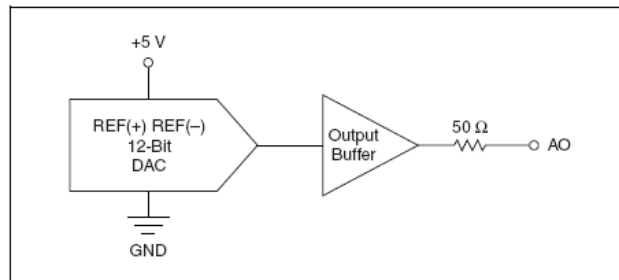 +5 V
REF(+) REF(–)
12-Bit
DAC
GND
Output
Buffer
50 Ω
AO